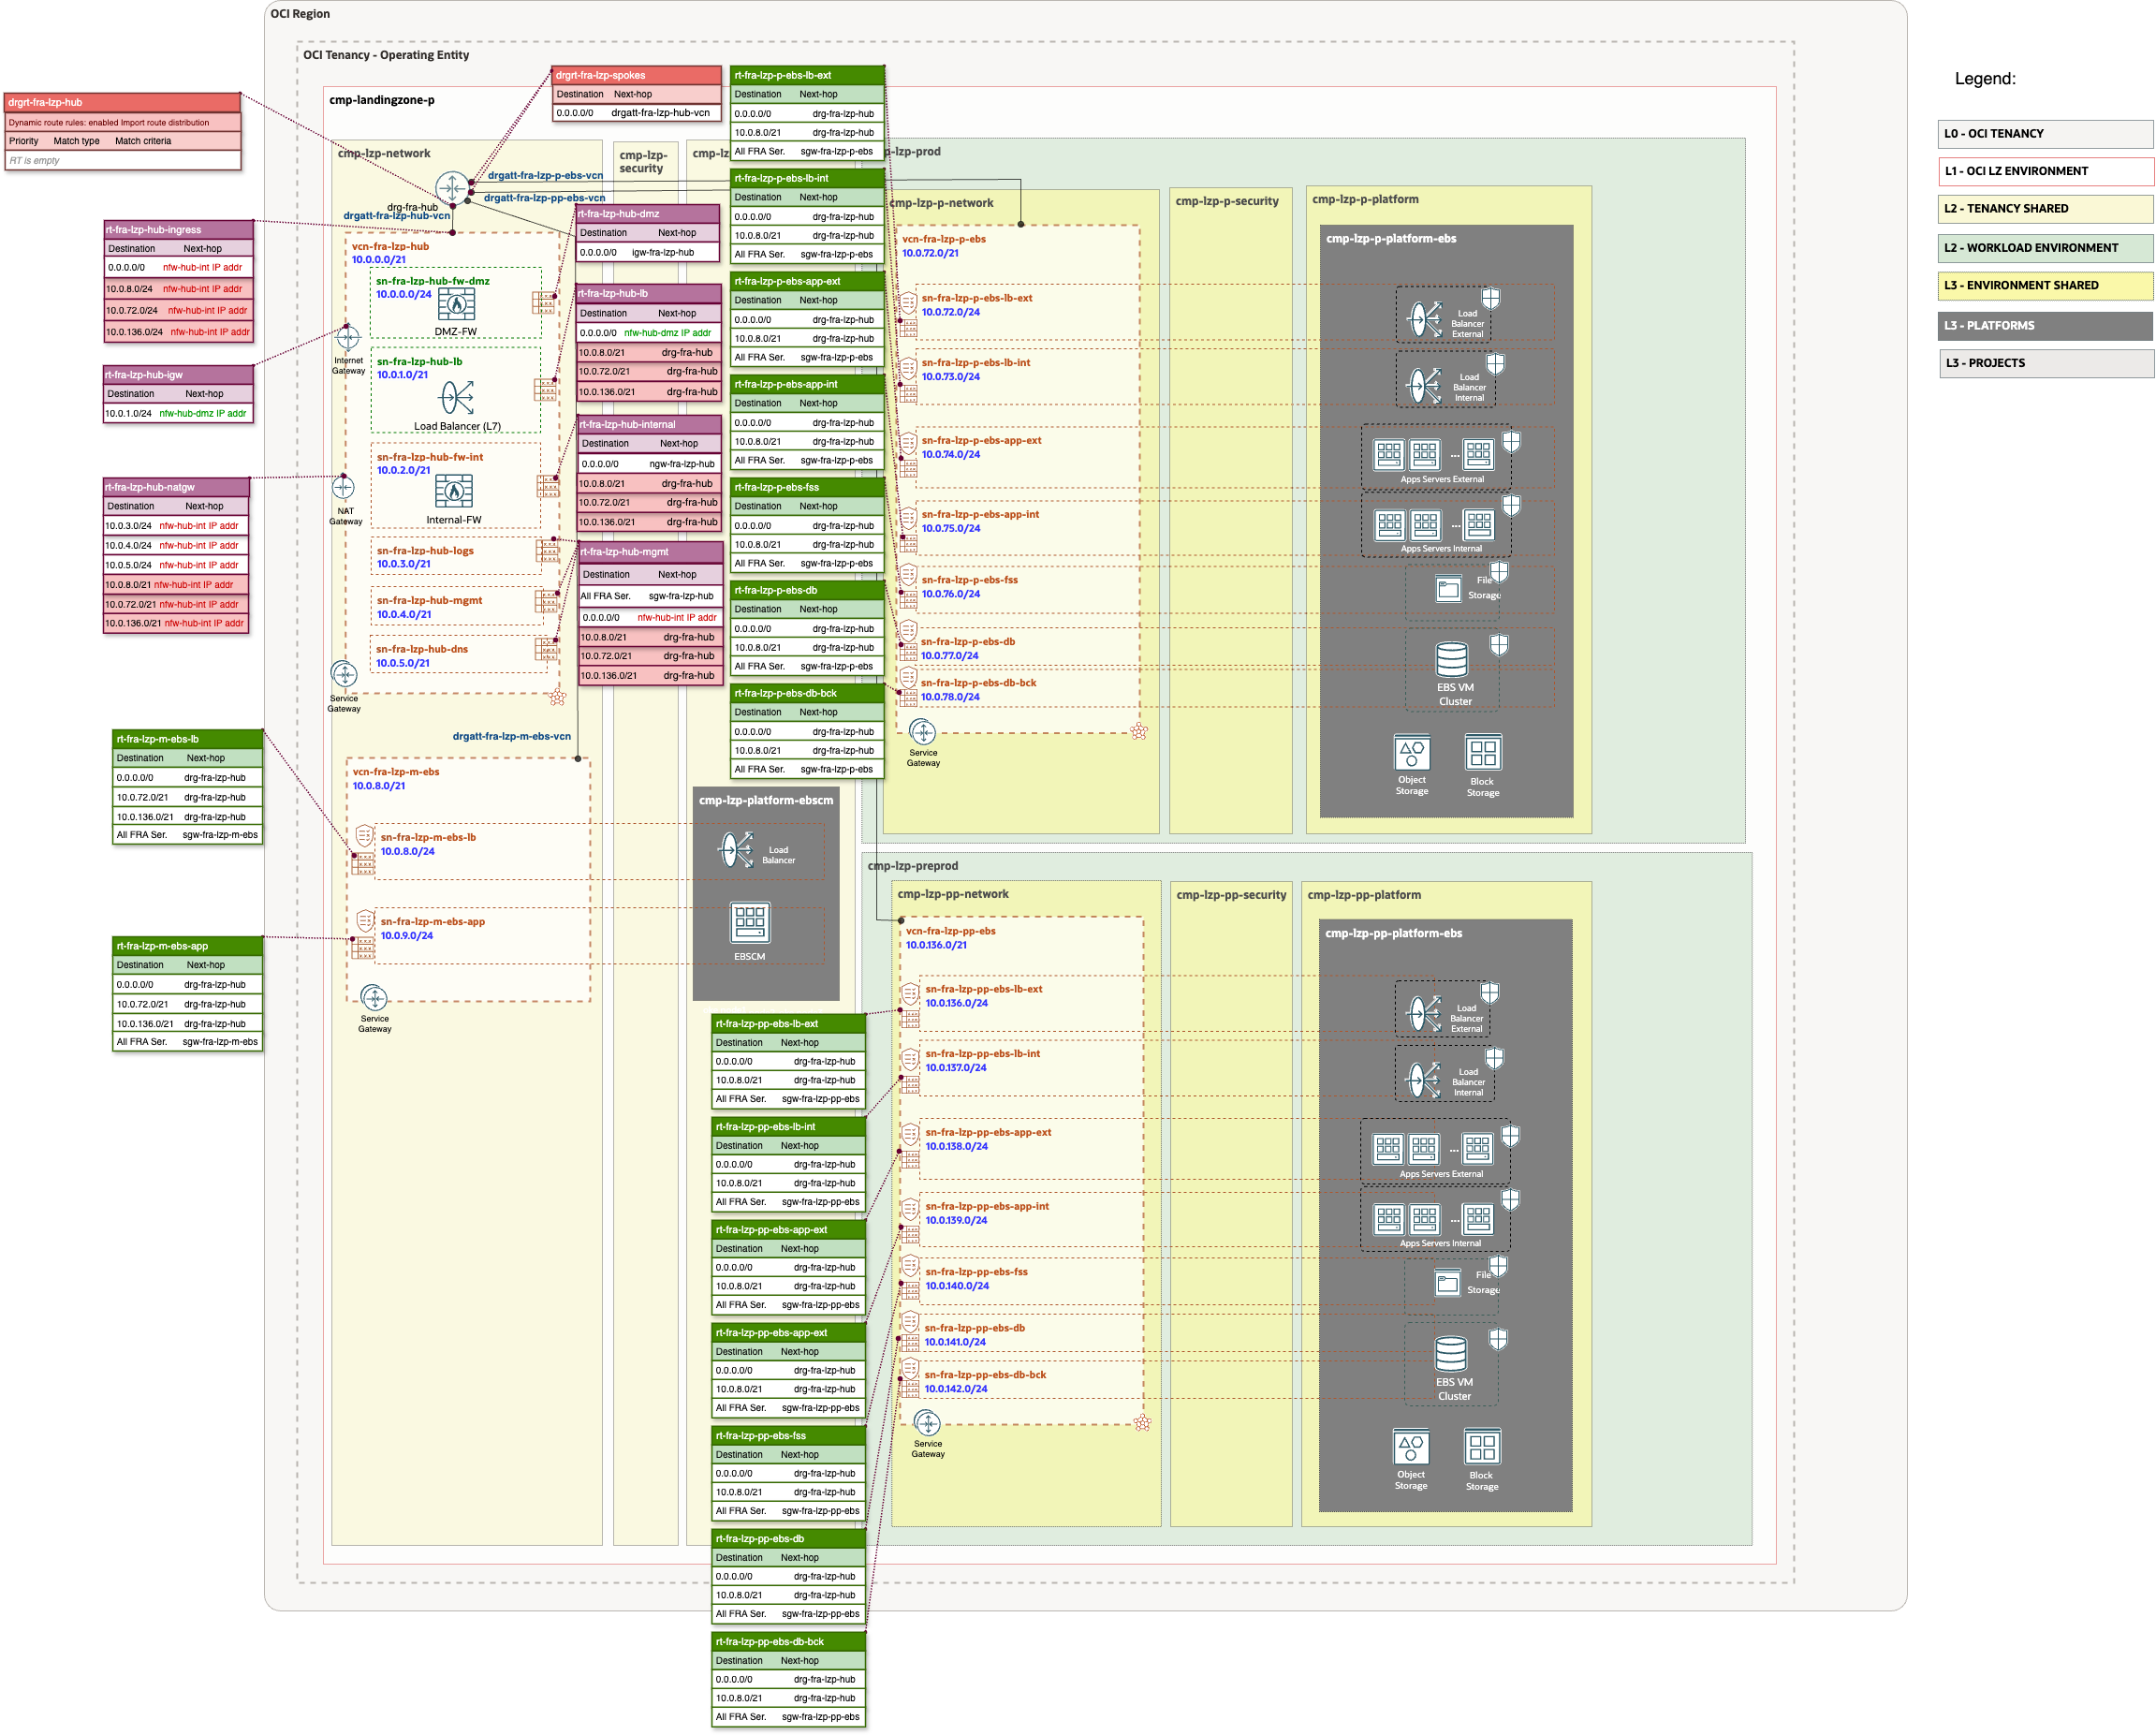 OCI Region
OCI Tenancy - Operating Entity
cmp-landingzone-p
Legend:
L0 - OCI TENANCY
L1 - OCI LZ ENVIRONMENT
L2 - TENANCY SHARED
L2 - WORKLOAD ENVIRONMENT
L3 - ENVIRONMENT SHARED
L3 - PLATFORMS
L3 - PROJECTS
drgrt-fra-lzp-hub
Dynamic route rules: enabled Import route distribution
Priority Match type Match criteria
RT is empty
drgrt-fra-lzp-spokes
Destination Next-hop
0.0.0.0/0 drgatt-fra-lzp-hub-vcn
rt-fra-lzp-hub-ingress
Destination Next-hop
0.0.0.0/0 nfw-hub-int IP addr
10.0.8.0/24 nfw-hub-int IP addr
10.0.72.0/24 nfw-hub-int IP addr
10.0.136.0/24 nfw-hub-int IP addr
rt-fra-lzp-hub-igw
Destination Next-hop
10.0.1.0/24 nfw-hub-dmz IP addr
rt-fra-lzp-hub-natgw
Destination Next-hop
10.0.3.0/24 nfw-hub-int IP addr
10.0.4.0/24 nfw-hub-int IP addr
10.0.5.0/24 nfw-hub-int IP addr
10.0.8.0/21 nfw-hub-int IP addr
10.0.72.0/21 nfw-hub-int IP addr
10.0.136.0/21 nfw-hub-int IP addr
rt-fra-lzp-m-ebs-lb
Destination Next-hop
0.0.0.0/0 drg-fra-lzp-hub
10.0.72.0/21 drg-fra-lzp-hub
10.0.136.0/21 drg-fra-lzp-hub
All FRA Ser. sgw-fra-lzp-m-ebs
rt-fra-lzp-m-ebs-app
Destination Next-hop
0.0.0.0/0 drg-fra-lzp-hub
10.0.72.0/21 drg-fra-lzp-hub
10.0.136.0/21 drg-fra-lzp-hub
All FRA Ser. sgw-fra-lzp-m-ebs
cmp-lzp-network
drgatt-fra-lzp-p-ebs-vcn
drgatt-fra-lzp-pp-ebs-vcn
drg-fra-hub
drgatt-fra-lzp-hub-vcn
vcn-fra-lzp-hub
10.0.0.0/21
sn-fra-lzp-hub-fw-dmz
10.0.0.0/24
DMZ-FW
Internet
Gateway
sn-fra-lzp-hub-lb
10.0.1.0/21
Load Balancer (L7)
sn-fra-lzp-hub-fw-int
10.0.2.0/21
Internal-FW
NAT
Gateway
sn-fra-lzp-hub-logs
10.0.3.0/21
sn-fra-lzp-hub-mgmt
10.0.4.0/21
sn-fra-lzp-hub-dns
10.0.5.0/21
Service
Gateway
drgatt-fra-lzp-m-ebs-vcn
vcn-fra-lzp-m-ebs
10.0.8.0/21
sn-fra-lzp-m-ebs-lb
10.0.8.0/24
sn-fra-lzp-m-ebs-app
10.0.9.0/24
Service
Gateway
cmp-lzp-
security
cmp-lz
rt-fra-lzp-hub-dmz
Destination Next-hop
0.0.0.0/0 igw-fra-lzp-hub
rt-fra-lzp-hub-lb
Destination Next-hop
0.0.0.0/0 nfw-hub-dmz IP addr
10.0.8.0/21 drg-fra-hub
10.0.72.0/21 drg-fra-hub
10.0.136.0/21 drg-fra-hub
rt-fra-lzp-hub-internal
Destination Next-hop
0.0.0.0/0 ngw-fra-lzp-hub
10.0.8.0/21 drg-fra-hub
10.0.72.0/21 drg-fra-hub
10.0.136.0/21 drg-fra-hub
rt-fra-lzp-hub-mgmt
Destination Next-hop
All FRA Ser. sgw-fra-lzp-hub
0.0.0.0/0 nfw-hub-int IP addr
10.0.8.0/21 drg-fra-hub
10.0.72.0/21 drg-fra-hub
10.0.136.0/21 drg-fra-hub
cmp-lzp-platform-ebscm
Load
Balancer
EBSCM
rt-fra-lzp-p-ebs-lb-ext
Destination Next-hop
0.0.0.0/0 drg-fra-lzp-hub
10.0.8.0/21 drg-fra-lzp-hub
All FRA Ser. sgw-fra-lzp-p-ebs
rt-fra-lzp-p-ebs-lb-int
Destination Next-hop
0.0.0.0/0 drg-fra-lzp-hub
10.0.8.0/21 drg-fra-lzp-hub
All FRA Ser. sgw-fra-lzp-p-ebs
rt-fra-lzp-p-ebs-app-ext
Destination Next-hop
0.0.0.0/0 drg-fra-lzp-hub
10.0.8.0/21 drg-fra-lzp-hub
All FRA Ser. sgw-fra-lzp-p-ebs
rt-fra-lzp-p-ebs-app-int
Destination Next-hop
0.0.0.0/0 drg-fra-lzp-hub
10.0.8.0/21 drg-fra-lzp-hub
All FRA Ser. sgw-fra-lzp-p-ebs
rt-fra-lzp-p-ebs-fss
Destination Next-hop
0.0.0.0/0 drg-fra-lzp-hub
10.0.8.0/21 drg-fra-lzp-hub
All FRA Ser. sgw-fra-lzp-p-ebs
rt-fra-lzp-p-ebs-db
Destination Next-hop
0.0.0.0/0 drg-fra-lzp-hub
10.0.8.0/21 drg-fra-lzp-hub
All FRA Ser. sgw-fra-lzp-p-ebs
rt-fra-lzp-p-ebs-db-bck
Destination Next-hop
0.0.0.0/0 drg-fra-lzp-hub
10.0.8.0/21 drg-fra-lzp-hub
All FRA Ser. sgw-fra-lzp-p-ebs
p-lzp-prod
cmp-lzp-p-network
vcn-fra-lzp-p-ebs
10.0.72.0/21
sn-fra-lzp-p-ebs-lb-ext
10.0.72.0/24
sn-fra-lzp-p-ebs-lb-int
10.0.73.0/24
sn-fra-lzp-p-ebs-app-ext
10.0.74.0/24
sn-fra-lzp-p-ebs-app-int
10.0.75.0/24
sn-fra-lzp-p-ebs-fss
10.0.76.0/24
sn-fra-lzp-p-ebs-db
10.0.77.0/24
sn-fra-lzp-p-ebs-db-bck
10.0.78.0/24
Service
Gateway
cmp-lzp-p-security
cmp-lzp-p-platform
cmp-lzp-p-platform-ebs
Load
Balancer
External
Load
Balancer
Internal
...
Apps Servers External
...
Apps Servers Internal
File
Storage
EBS VM
Cluster
Object
Storage
Block
Storage
cmp-lzp-preprod
cmp-lzp-pp-network
vcn-fra-lzp-pp-ebs
10.0.136.0/21
sn-fra-lzp-pp-ebs-lb-ext
10.0.136.0/24
sn-fra-lzp-pp-ebs-lb-int
10.0.137.0/24
sn-fra-lzp-pp-ebs-app-ext
10.0.138.0/24
sn-fra-lzp-pp-ebs-app-int
10.0.139.0/24
sn-fra-lzp-pp-ebs-fss
10.0.140.0/24
sn-fra-lzp-pp-ebs-db
10.0.141.0/24
sn-fra-lzp-pp-ebs-db-bck
10.0.142.0/24
Service
Gateway
cmp-lzp-pp-security
cmp-lzp-pp-platform
cmp-lzp-pp-platform-ebs
Load
Balancer
External
Load
Balancer
Internal
...
Apps Servers External
...
Apps Servers Internal
File
Storage
EBS VM
Cluster
Object
Storage
Block
Storage
rt-fra-lzp-pp-ebs-lb-ext
Destination Next-hop
0.0.0.0/0 drg-fra-lzp-hub
10.0.8.0/21 drg-fra-lzp-hub
All FRA Ser. sgw-fra-lzp-pp-ebs
rt-fra-lzp-pp-ebs-lb-int
Destination Next-hop
0.0.0.0/0 drg-fra-lzp-hub
10.0.8.0/21 drg-fra-lzp-hub
All FRA Ser. sgw-fra-lzp-pp-ebs
rt-fra-lzp-pp-ebs-app-ext
Destination Next-hop
0.0.0.0/0 drg-fra-lzp-hub
10.0.8.0/21 drg-fra-lzp-hub
All FRA Ser. sgw-fra-lzp-pp-ebs
rt-fra-lzp-pp-ebs-app-ext
Destination Next-hop
0.0.0.0/0 drg-fra-lzp-hub
10.0.8.0/21 drg-fra-lzp-hub
All FRA Ser. sgw-fra-lzp-pp-ebs
rt-fra-lzp-pp-ebs-fss
Destination Next-hop
0.0.0.0/0 drg-fra-lzp-hub
10.0.8.0/21 drg-fra-lzp-hub
All FRA Ser. sgw-fra-lzp-pp-ebs
rt-fra-lzp-pp-ebs-db
Destination Next-hop
0.0.0.0/0 drg-fra-lzp-hub
10.0.8.0/21 drg-fra-lzp-hub
All FRA Ser. sgw-fra-lzp-pp-ebs
rt-fra-lzp-pp-ebs-db-bck
Destination Next-hop
0.0.0.0/0 drg-fra-lzp-hub
10.0.8.0/21 drg-fra-lzp-hub
All FRA Ser. sgw-fra-lzp-pp-ebs